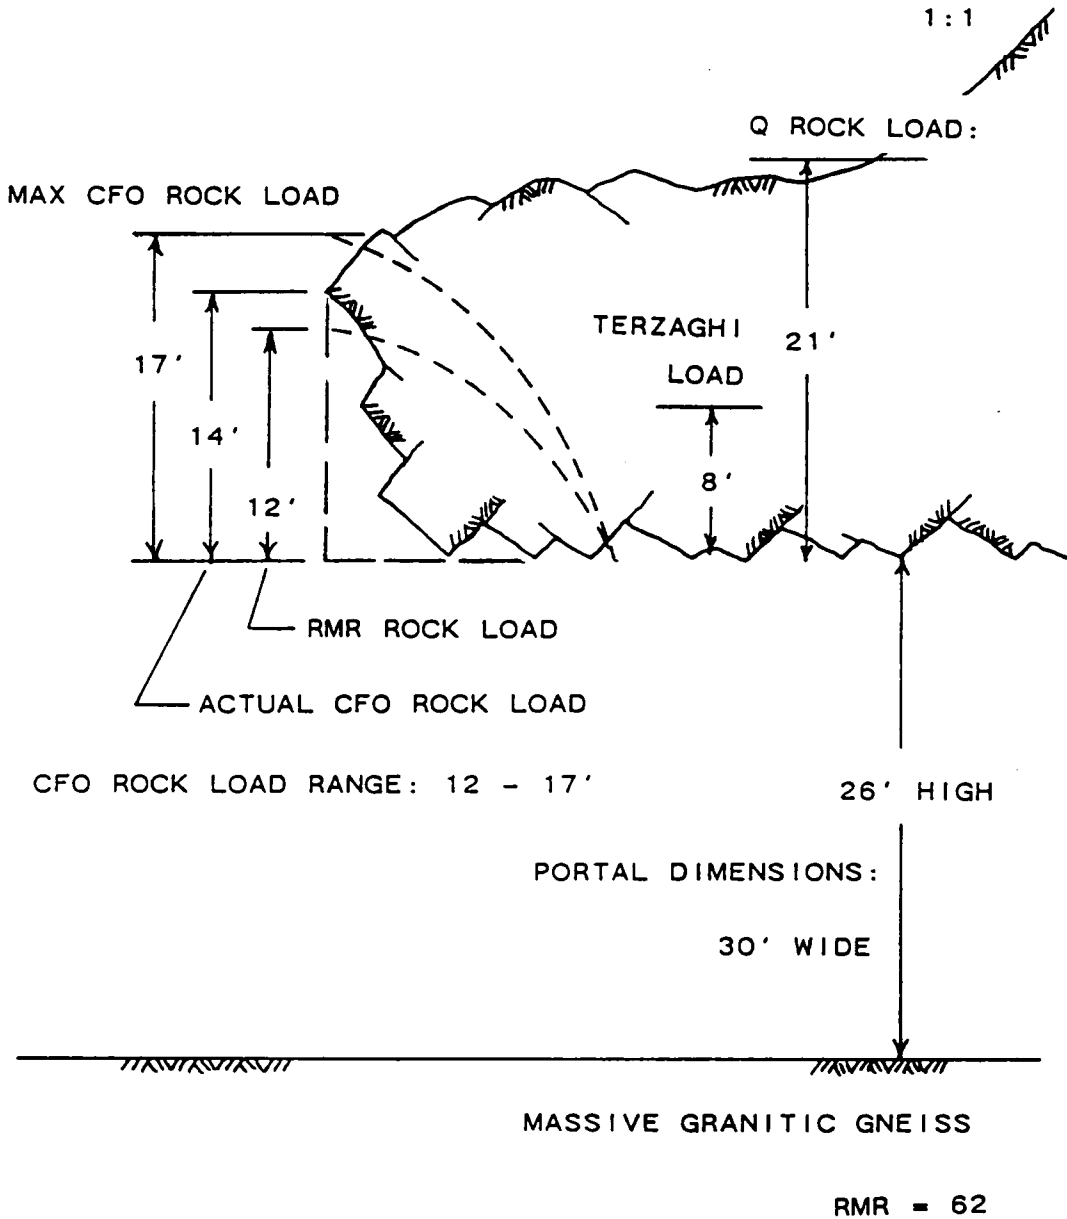 1:1
Q ROCK LOAD:
MAX CFO ROCK LOAD
TERZAGHI
LOAD
21'
17'
14'
8'
12'
RMR ROCK LOAD
ACTUAL CFO ROCK LOAD
CFO ROCK LOAD RANGE: 12 - 17'
26' HIGH
PORTAL DIMENSIONS:
30' WIDE
MASSIVE GRANITIC GNEISS
RMR = 62